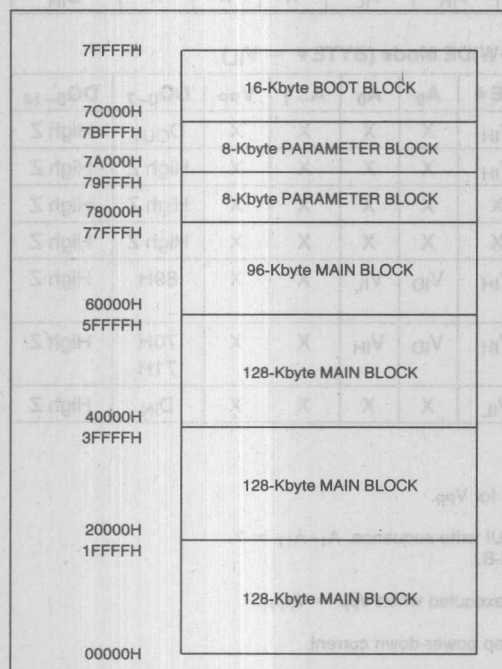 7FFFFH
16-Kbyte BOOT BLOCK
7C000H
7BFFFH
8-Kbyte PARAMETER BLOCK
7A000H
79FFFH
8-Kbyte PARAMETER BLOCK
78000H
77FFFH
96-Kbyte MAIN BLOCK
60000H
5FFFFH
128-Kbyte MAIN BLOCK
40000H
3FFFFH
128-Kbyte MAIN BLOCK
20000H
1FFFFH
128-Kbyte MAIN BLOCK
00000H